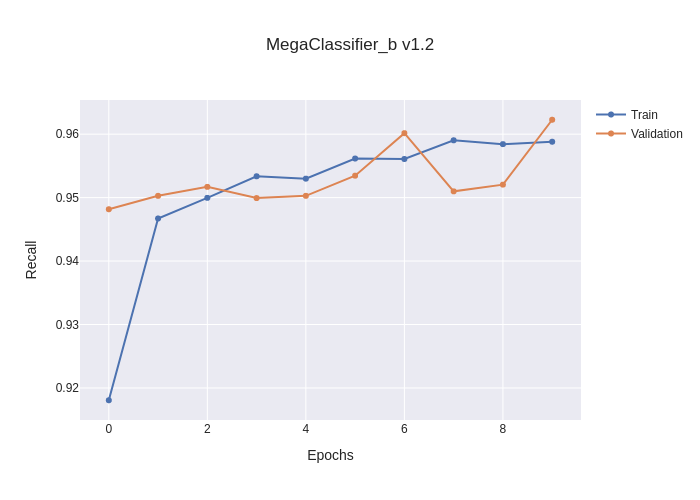 MegaClassifier_b v1.2
Train
Validation
Recall
0.96
0.95
0.94
0.93
0.92
0 2 4 6 8
Epochs